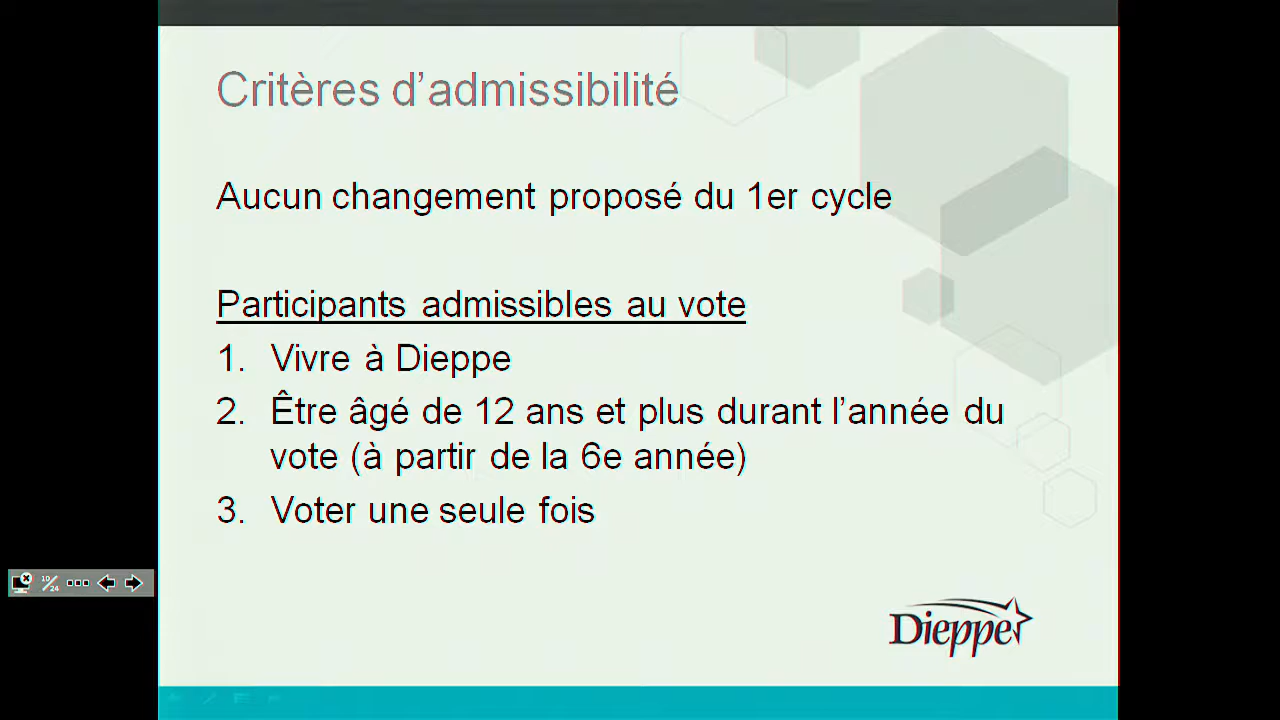 Critères d’admissibilité
Aucun changement proposé du 1er cycle
Participants admissibles au vote
1. Vivre à Dieppe
2. Être âgé de 12 ans et plus durant l’année du
vote (à partir de la 6e année)
3. Voter une seule fois
10/24
Dieppe